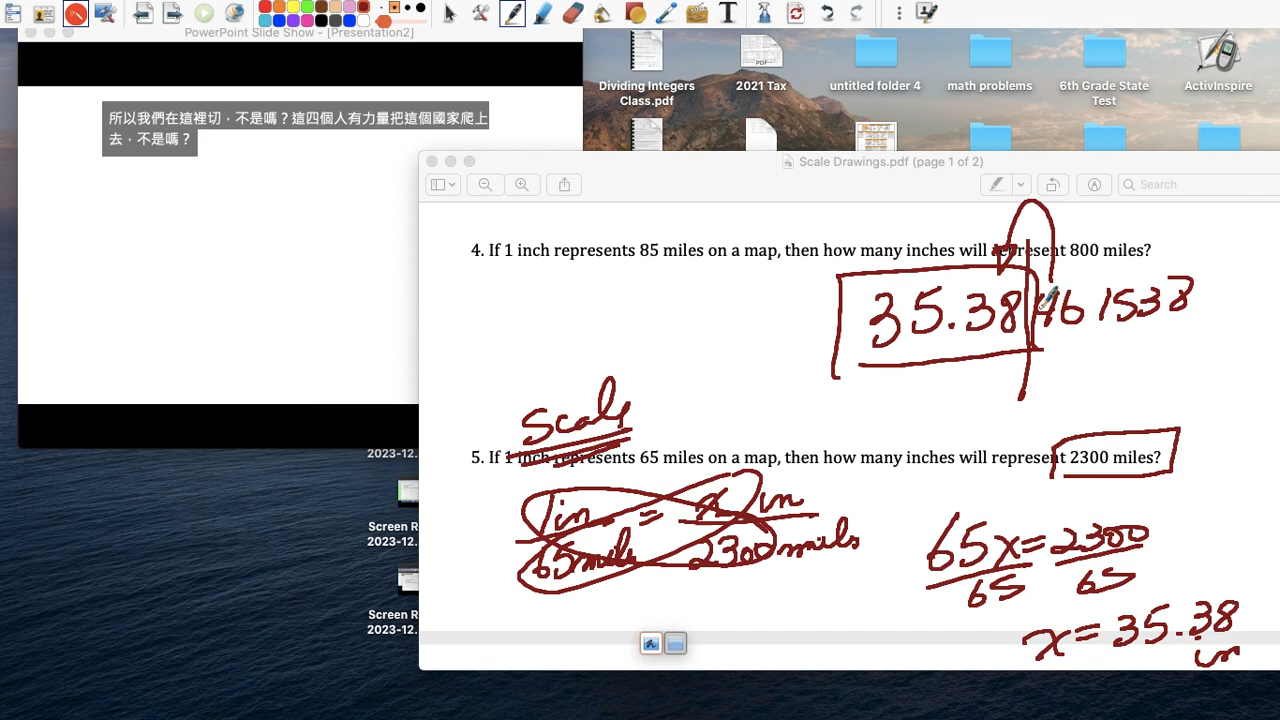 PowerPoint Slide Show - [Presentation2]
所以我們在這裡切，不是嗎？這四個人有力量把這個國家爬上
去，不是嗎？
Dividing Integers
Class.pdf
2021 Tax
untitled folder 4
math problems
6th Grade State
Test
ActivInspire
PDF
Scale Drawings.pdf (page 1 of 2)
Search
4. If 1 inch represents 85 miles on a map, then how many inches will represent 800 miles?
35.38461538
Scale
5. If 1 inch represents 65 miles on a map, then how many inches will represent 2300 miles?
1in = x in
65miles 2300miles
65x = 2300
65 65
x = 35.38
in
2023-12.
Screen R
2023-12.
Screen R
2023-12.